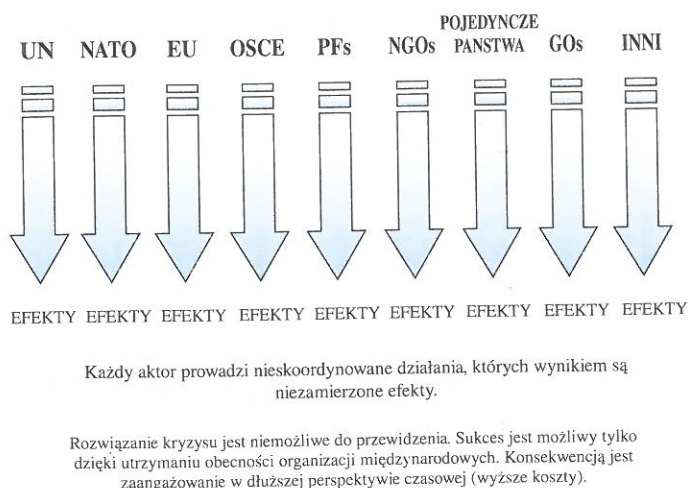 UN NATO EU OSCE PFs NGOs POJEDYNCZE PANSTWA GOs INNI
EFEKTY EFEKTY EFEKTY EFEKTY EFEKTY EFEKTY EFEKTY EFEKTY EFEKTY
Każdy aktor prowadzi nieskoordynowane działania, których wynikiem są
niezamierzone efekty.
Rozwiązanie kryzysu jest niemożliwe do przewidzenia. Sukces jest możliwy tylko
dzięki utrzymaniu obecności organizacji międzynarodowych. Konsekwencją jest
zaangażowanie w dłuższej perspektywie czasowej (wyższe koszty).